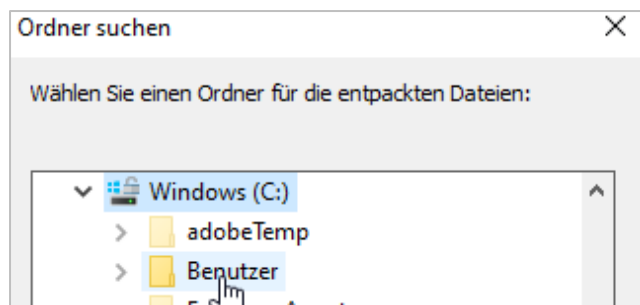 Ordner suchen
Wählen Sie einen Ordner für die entpackten Dateien:
Windows (C:)
adobeTemp
Benutzer